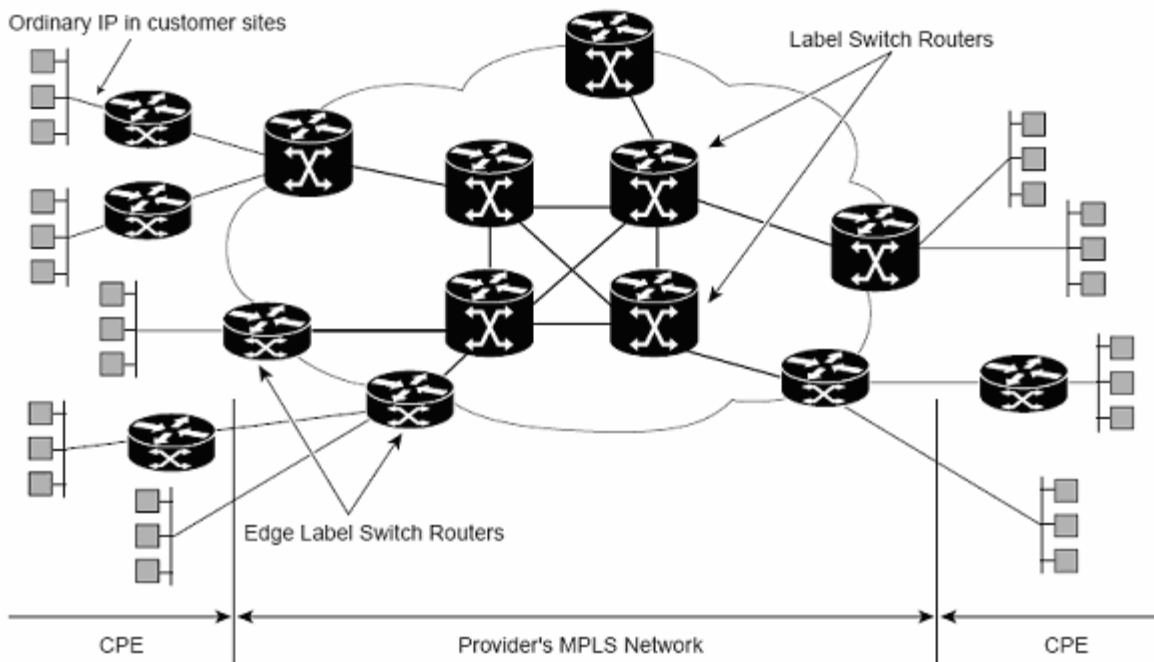 Ordinary IP in customer sites
Label Switch Routers
Edge Label Switch Routers
CPE
Provider's MPLS Network
CPE